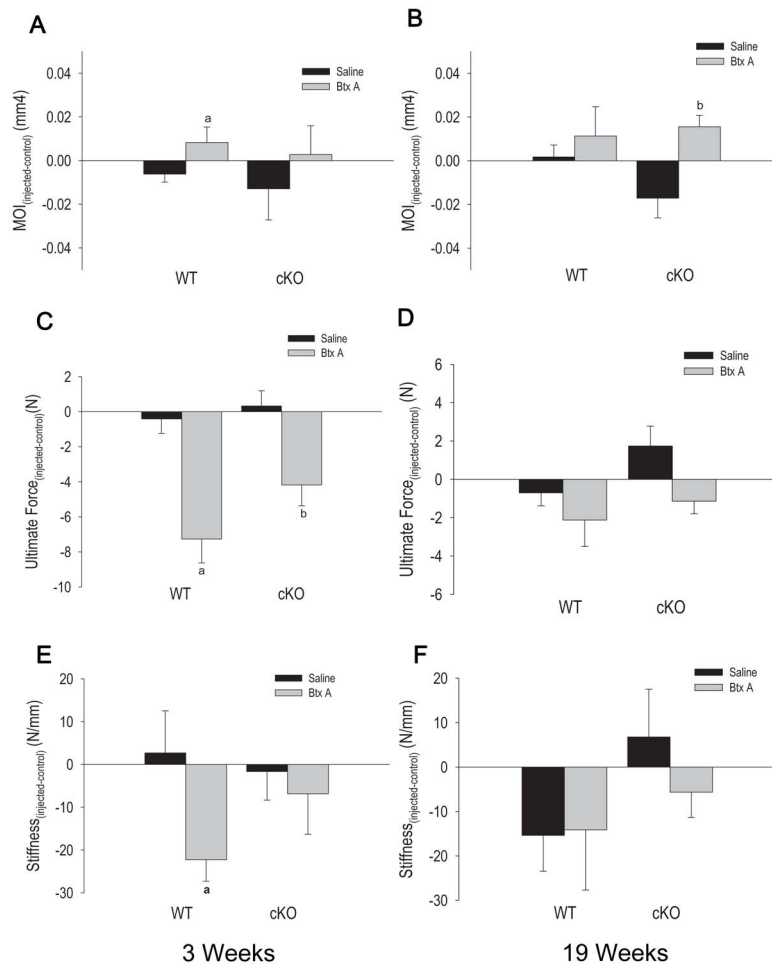 A
MOI(injected-control) (mm4)
0.04
0.02
0.00
-0.02
-0.04
Saline
Btx A
a
WT
cKO
B
MOI(injected-control) (mm4)
0.04
0.02
0.00
-0.02
-0.04
Saline
Btx A
b
WT
cKO
C
Ultimate Force(injected-control)(N)
2
0
-2
-4
-6
-8
-10
Saline
Btx A
a
b
WT
cKO
D
Ultimate Force(injected-control) (N)
6
4
2
0
-2
-4
-6
Saline
Btx A
WT
cKO
E
Stiffness(injected-control) (N/mm)
20
10
0
-10
-20
-30
Saline
Btx A
a
WT
cKO
3 Weeks
F
Stiffness(injected-control) (N/mm)
20
10
0
-10
-20
-30
Saline
Btx A
WT
cKO
19 Weeks